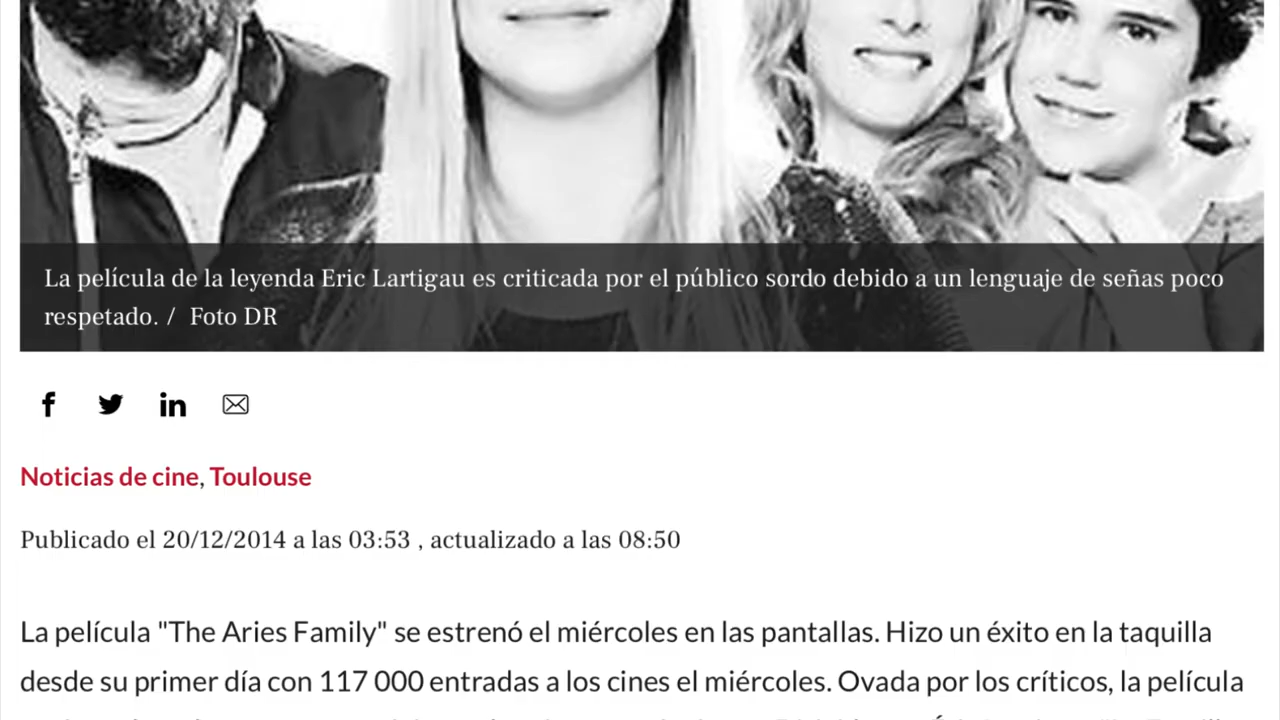 La película de la leyenda Eric Lartigau es criticada por el público sordo debido a un lenguaje de señas poco
respetado. / Foto DR
Noticias de cine, Toulouse
Publicado el 20/12/2014 a las 03:53 , actualizado a las 08:50
La película "The Aries Family" se estrenó el miércoles en las pantallas. Hizo un éxito en la taquilla
desde su primer día con 117 000 entradas a los cines el miércoles. Ovada por los críticos, la película